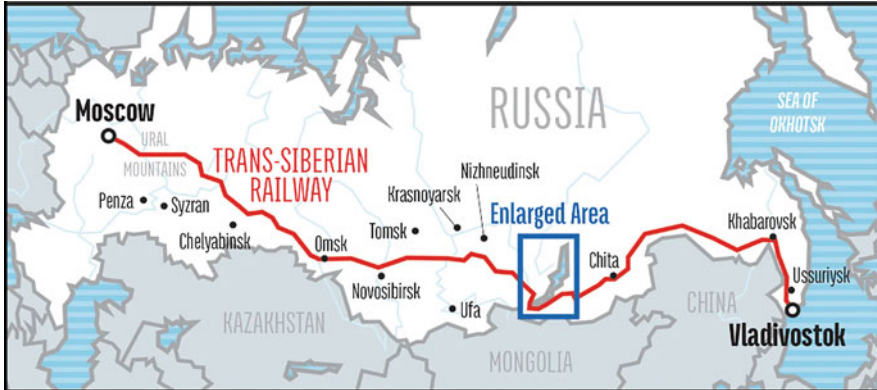 Moscow
URAL
MOUNTAINS
TRANS-SIBERIAN
RAILWAY
RUSSIA
SEA OF
OKHOTSK
Nizhneudinsk
Krasnoyarsk
Penza
Syzran
Chelyabinsk
Omsk
Tomsk
Enlarged Area
Khabarovsk
Novosibirsk
Chita
Ussuriysk
Ufa
KAZAKHSTAN
CHINA
Vladivostok
MONGOLIA